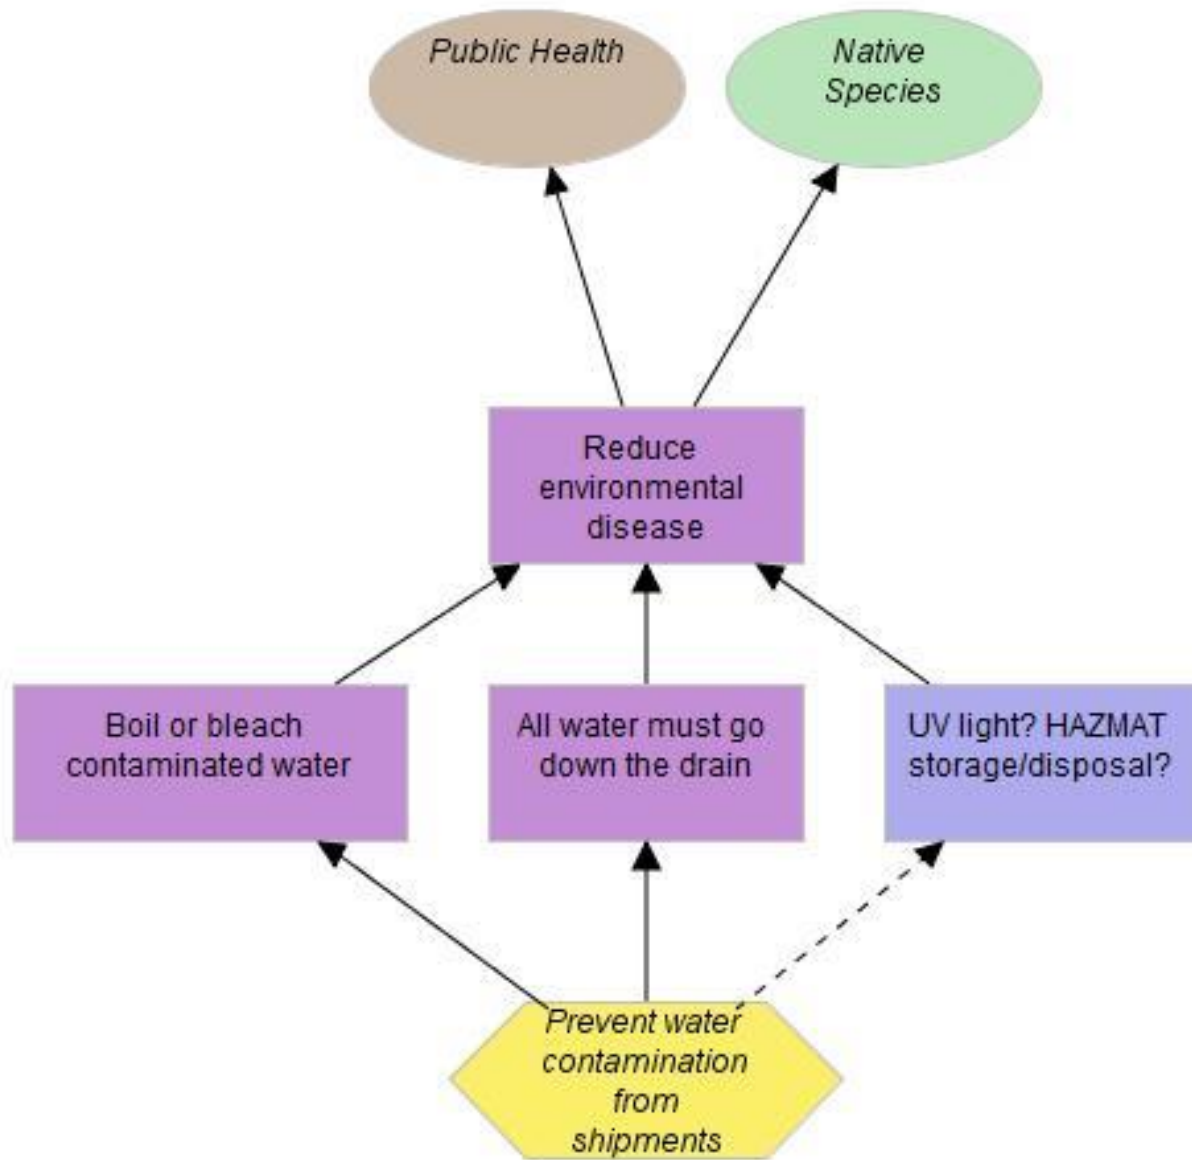 Public Health
Native
Species
Reduce
environmental
disease
Boil or bleach
contaminated water
All water must go
down the drain
UV light? HAZMAT
storage/disposal?
Prevent water
contamination
from
shipments